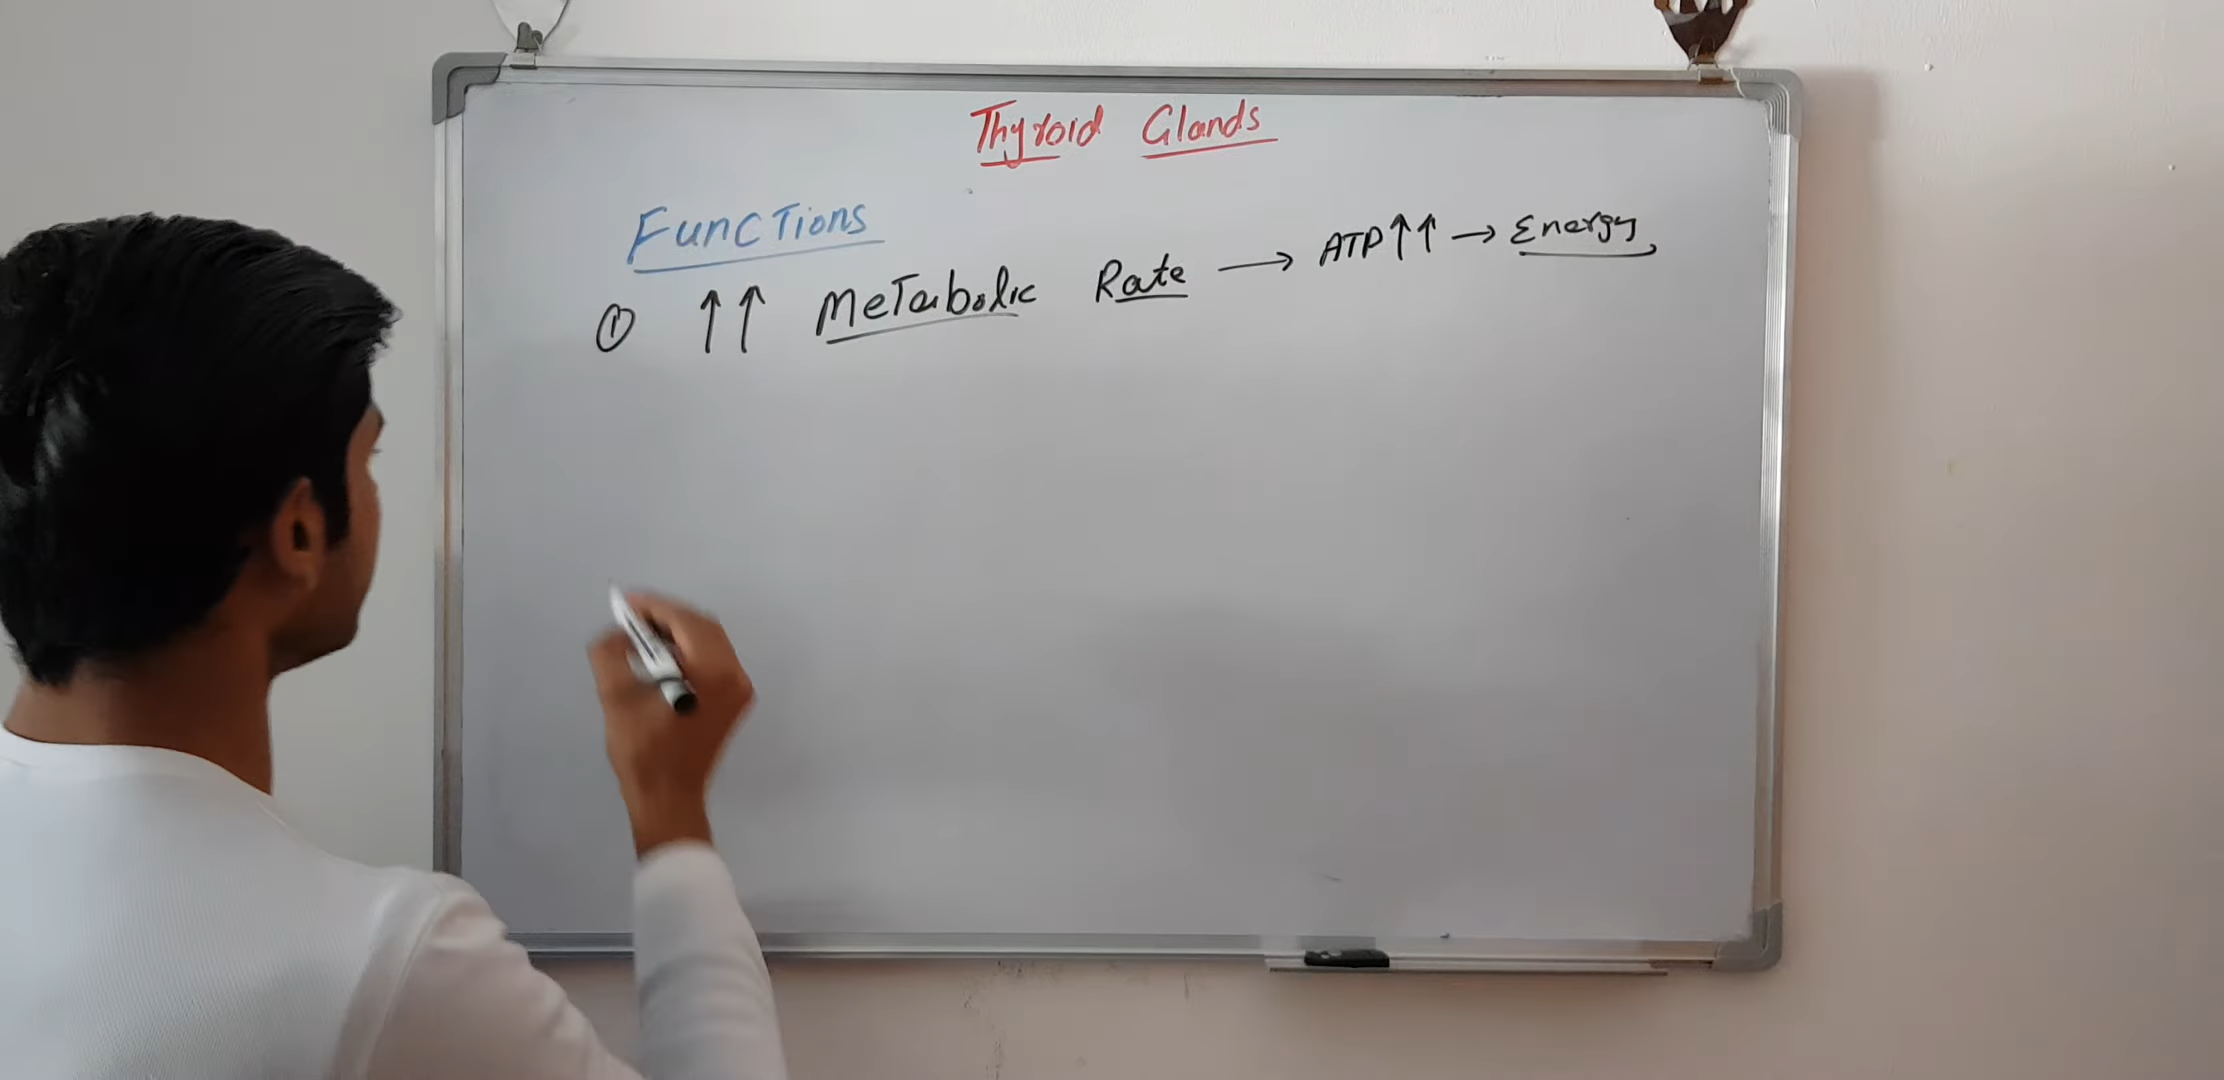 Thyroid Glands
Functions
① ↑↑ Metabolic Rate → ATP↑↑ → Energy